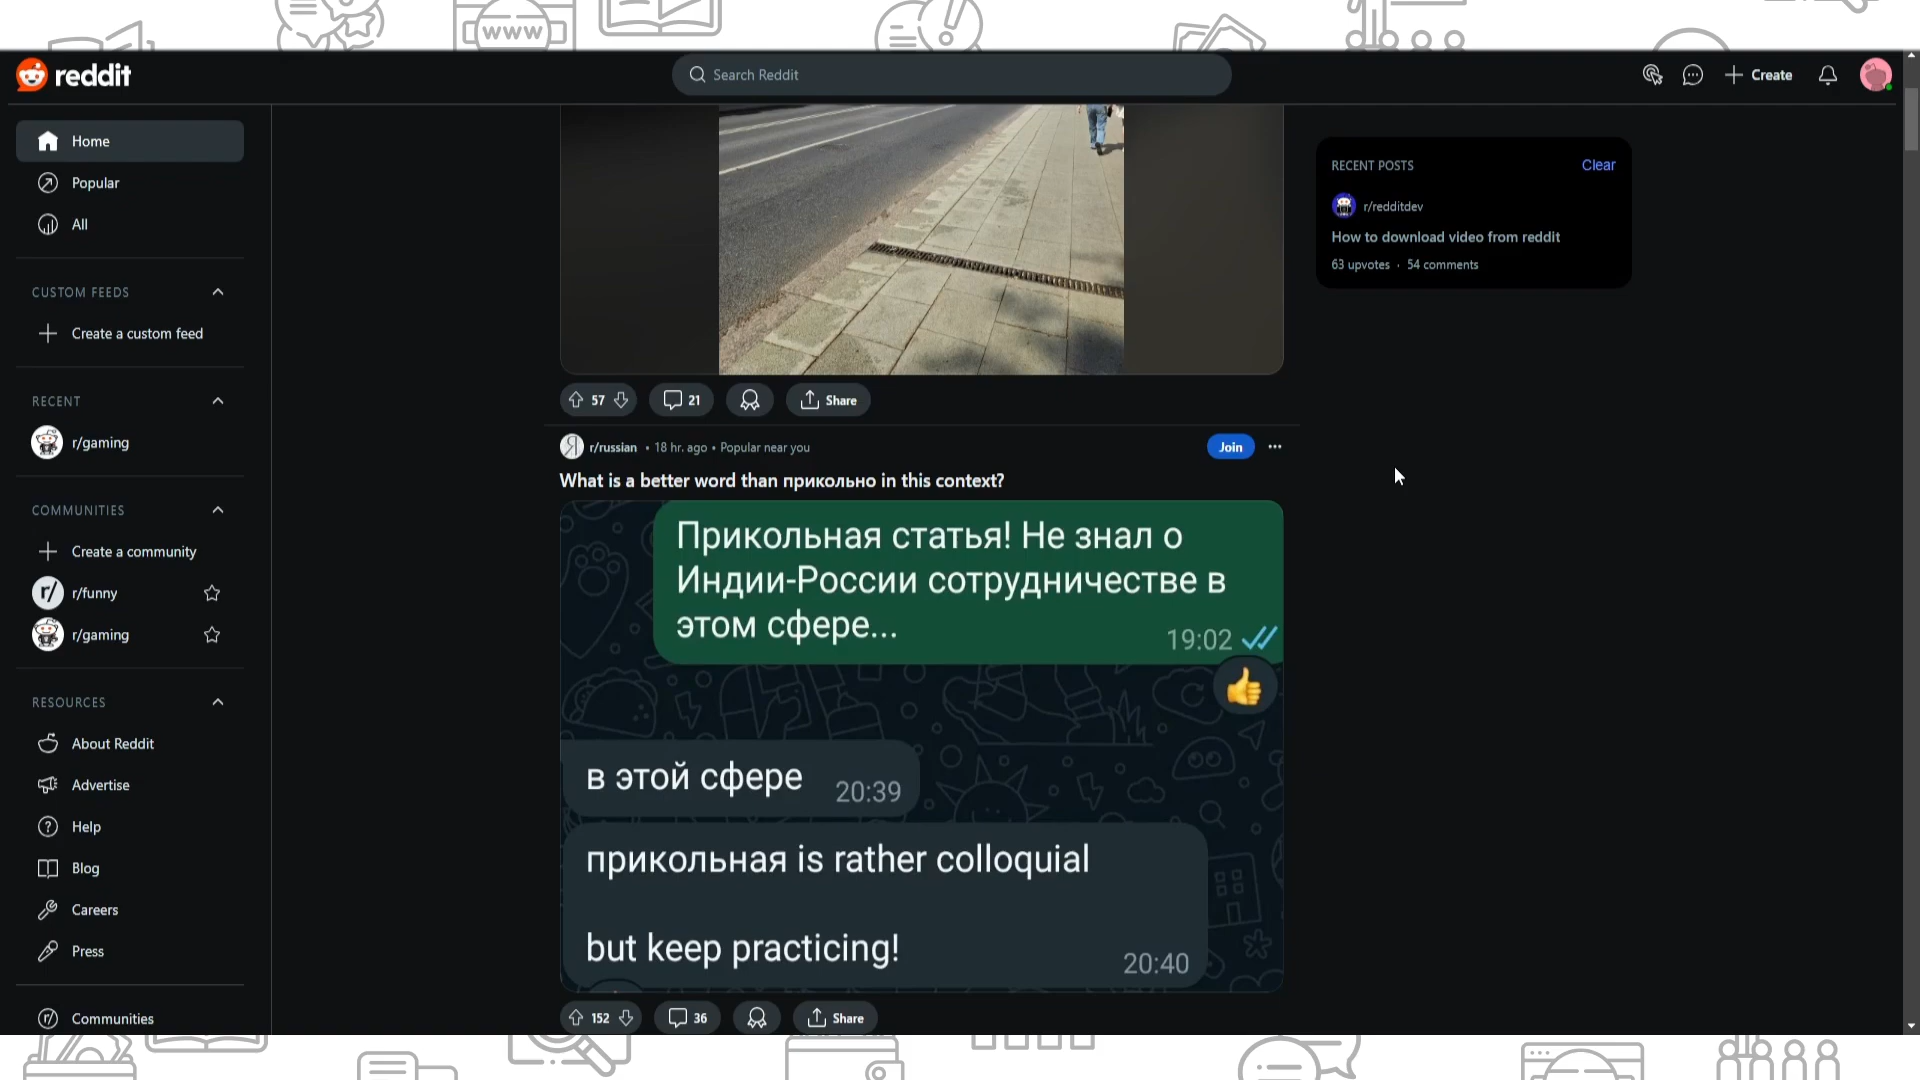 www
reddit
Search Reddit
Create
Home
Popular
All
CUSTOM FEEDS
Create a custom feed
RECENT
r/gaming
COMMUNITIES
Create a community
r/funny
r/gaming
RESOURCES
About Reddit
Advertise
Help
Blog
Careers
Press
Communities
57
21
Share
r/russian • 18 hr. ago • Popular near you
Join
What is a better word than прикольно in this context?
Прикольная статья! Не знал о
Индии-России сотрудничестве в
этом сфере...
19:02
в этой сфере
20:39
прикольная is rather colloquial
but keep practicing!
20:40
152
36
Share
RECENT POSTS
Clear
r/redditdev
How to download video from reddit
63 upvotes · 54 comments